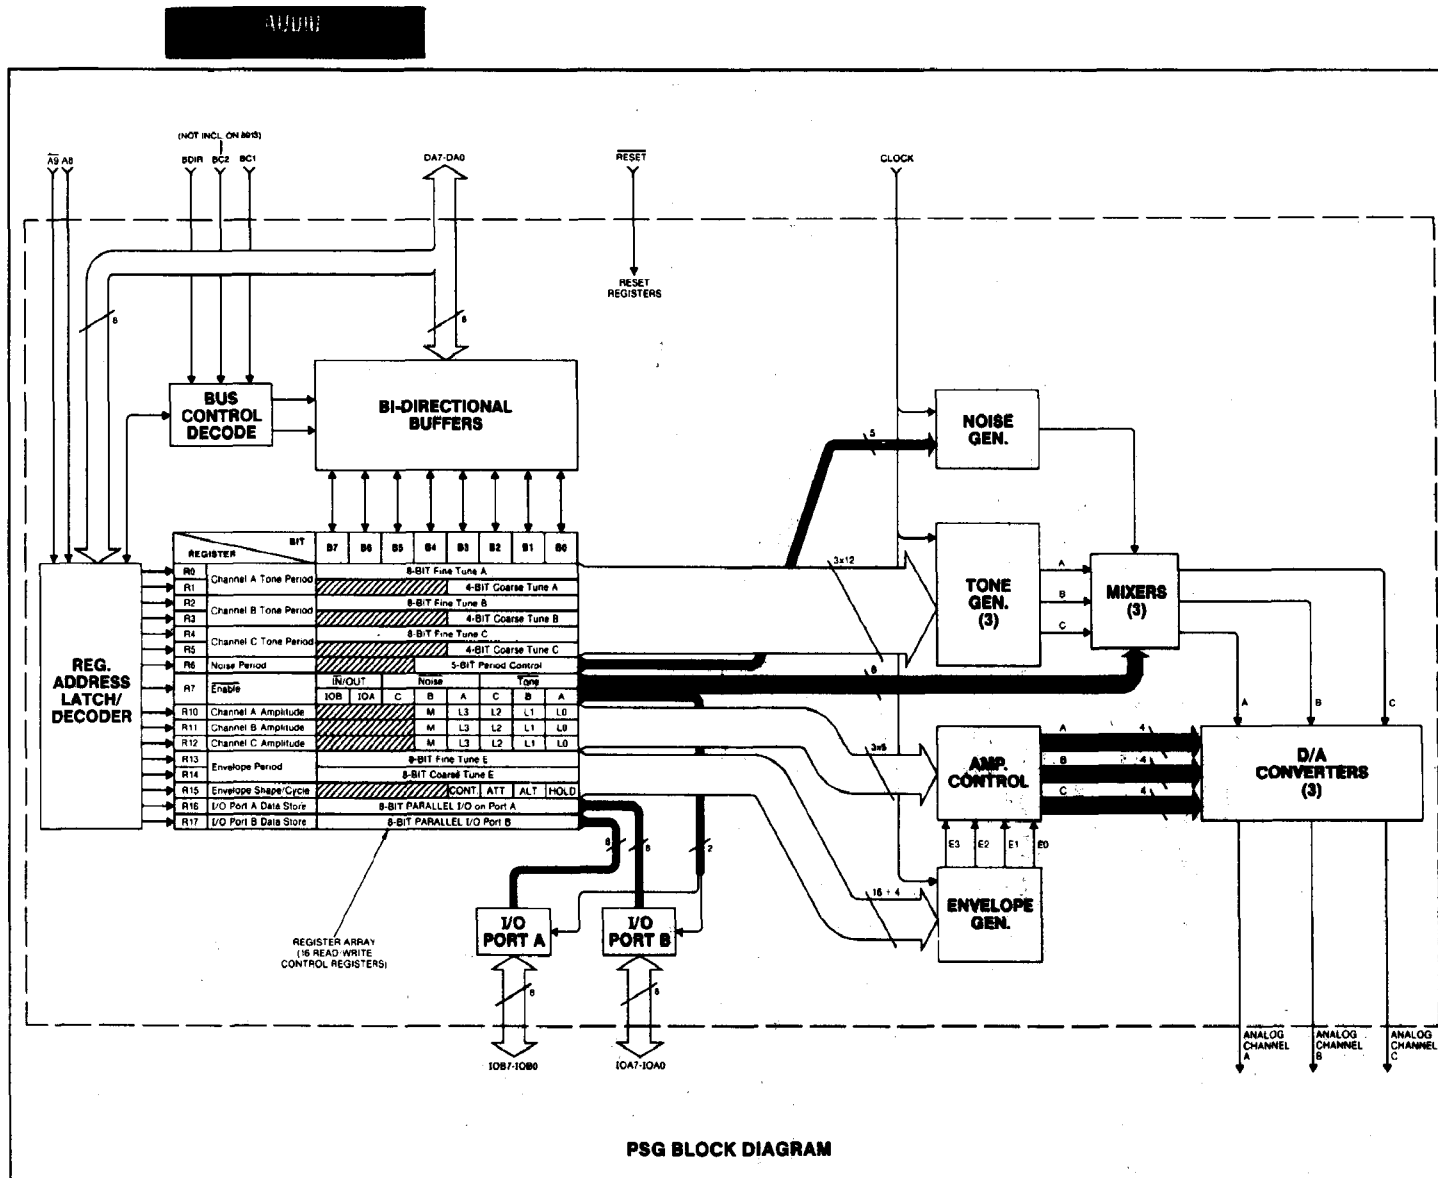 AUDIO
(NOT INCL. ON 8913)
A9 A8
BDIR BC2 BC1
DA7-DA0
RESET
CLOCK
8
8
RESET
REGISTERS
BUS
CONTROL
DECODE
BI-DIRECTIONAL
BUFFERS
NOISE
GEN.
5
REGISTER BIT B7 B6 B5 B4 B3 B2 B1 B0
R0 Channel A Tone Period 8-BIT Fine Tune A
R1 4-BIT Coarse Tune A
R2 Channel B Tone Period 8-BIT Fine Tune B
R3 4-BIT Coarse Tune B
R4 Channel C Tone Period 8-BIT Fine Tune C
R5 4-BIT Coarse Tune C
R6 Noise Period 5-BIT Period Control
R7 Enable IN/OUT Noise Tone
IOB IOA C B A C B A
R10 Channel A Amplitude M L3 L2 L1 L0
R11 Channel B Amplitude M L3 L2 L1 L0
R12 Channel C Amplitude M L3 L2 L1 L0
R13 Envelope Period 8-BIT Fine Tune E
R14 8-BIT Coarse Tune E
R15 Envelope Shape/Cycle CONT. ATT ALT HOLD
R16 I/O Port A Data Store 8-BIT PARALLEL I/O on Port A
R17 I/O Port B Data Store 8-BIT PARALLEL I/O Port B
REG.
ADDRESS
LATCH/
DECODER
3x12
TONE
GEN.
(3)
A
B
C
MIXERS
(3)
6
A B C
3x5
AMP.
CONTROL
A 4
B 4
C 4
D/A
CONVERTERS
(3)
E3 E2 E1 E0
16 + 4
ENVELOPE
GEN.
8 8 2
I/O
PORT A
I/O
PORT B
REGISTER ARRAY
(16 READ-WRITE
CONTROL REGISTERS)
8 8
IOB7-IOB0
IOA7-IOA0
ANALOG
CHANNEL
A
ANALOG
CHANNEL
B
ANALOG
CHANNEL
C
PSG BLOCK DIAGRAM